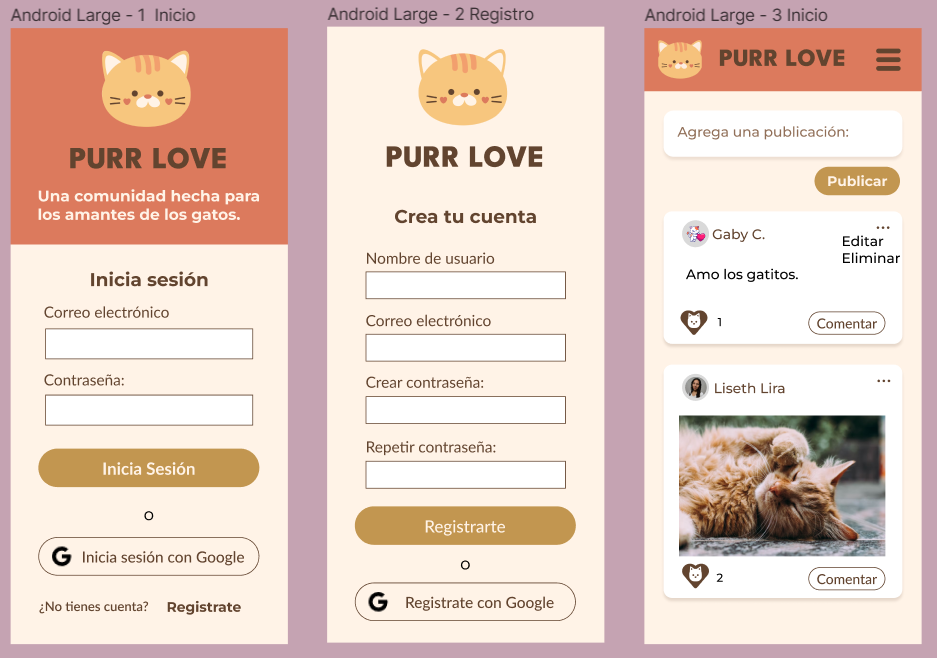 Android Large - 1  Inicio
PURR LOVE
Una comunidad hecha para
los amantes de los gatos.
Inicia sesión
Correo electrónico
Contraseña:
Inicia Sesión
O
G Inicia sesión con Google
¿No tienes cuenta? Registrate
Android Large - 2 Registro
PURR LOVE
Crea tu cuenta
Nombre de usuario
Correo electrónico
Crear contraseña:
Repetir contraseña:
Registrarte
O
G Registrate con Google
Android Large - 3 Inicio
PURR LOVE
Agrega una publicación:
Publicar
Gaby C.
...
Editar
Eliminar
Amo los gatitos.
1
Comentar
Liseth Lira
...
2
Comentar